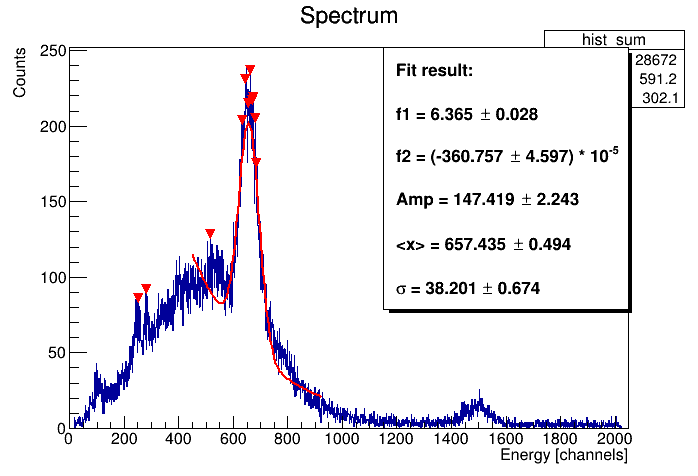 Spectrum
hist_sum
28672
591.2
302.1
Fit result:
f1 = 6.365 ± 0.028
f2 = (-360.757 ± 4.597) * 10-5
Amp = 147.419 ± 2.243
<x> = 657.435 ± 0.494
σ = 38.201 ± 0.674
Counts
250
200
150
100
50
0
0 200 400 600 800 1000 1200 1400 1600 1800 2000
Energy [channels]